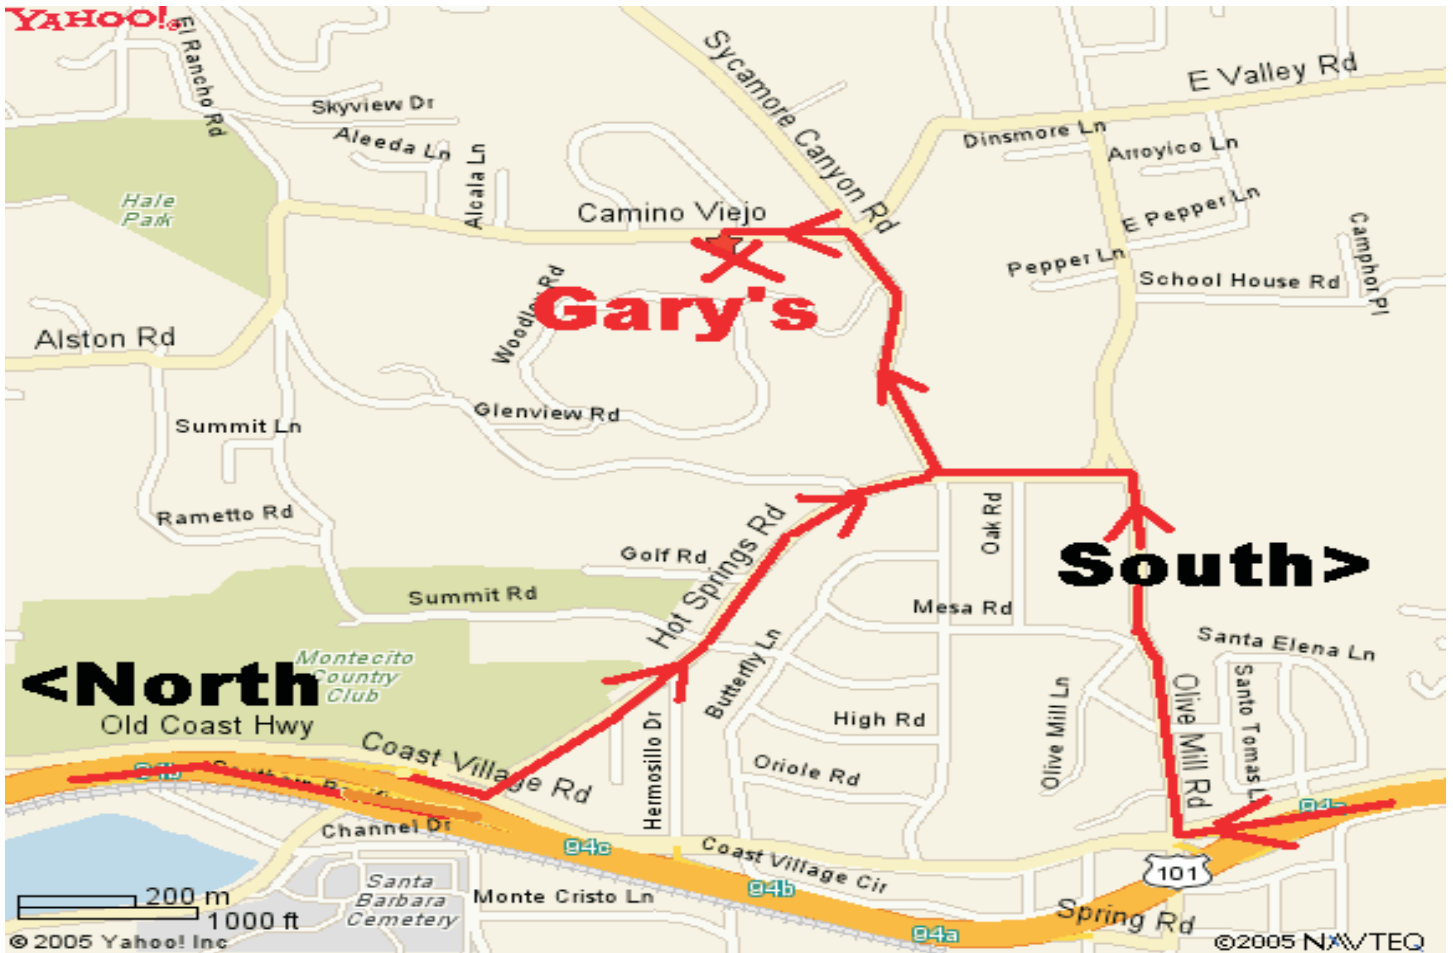 YAHOO!
El Rancho Rd
Skyview Dr
Aleeda Ln
Alcala Ln
Sycamore Canyon Rd
E Valley Rd
Dinsmore Ln
Arroyico Ln
Hale
Park
Camino Viejo
E Pepper Ln
Pepper Ln
School House Rd
Camphor Pl
Woodley Rd
Gary's
Alston Rd
Glenview Rd
Summit Ln
Rametto Rd
Golf Rd
Hot Springs Rd
Oak Rd
South>
Summit Rd
Mesa Rd
Butterfly Ln
Santa Elena Ln
<North
Montecito
Country
Club
Old Coast Hwy
Coast Village Rd
Hermosillo Dr
High Rd
Olive Mill Ln
Olive Mill Rd
Santo Tomas Ln
Oriole Rd
94b
Southern
Channel Dr
94c
Coast Village Cir
101
94b
Santa
Barbara
Cemetery
Monte Cristo Ln
94a
Spring Rd
200 m
1000 ft
© 2005 Yahoo! Inc
©2005 NAVTEQ